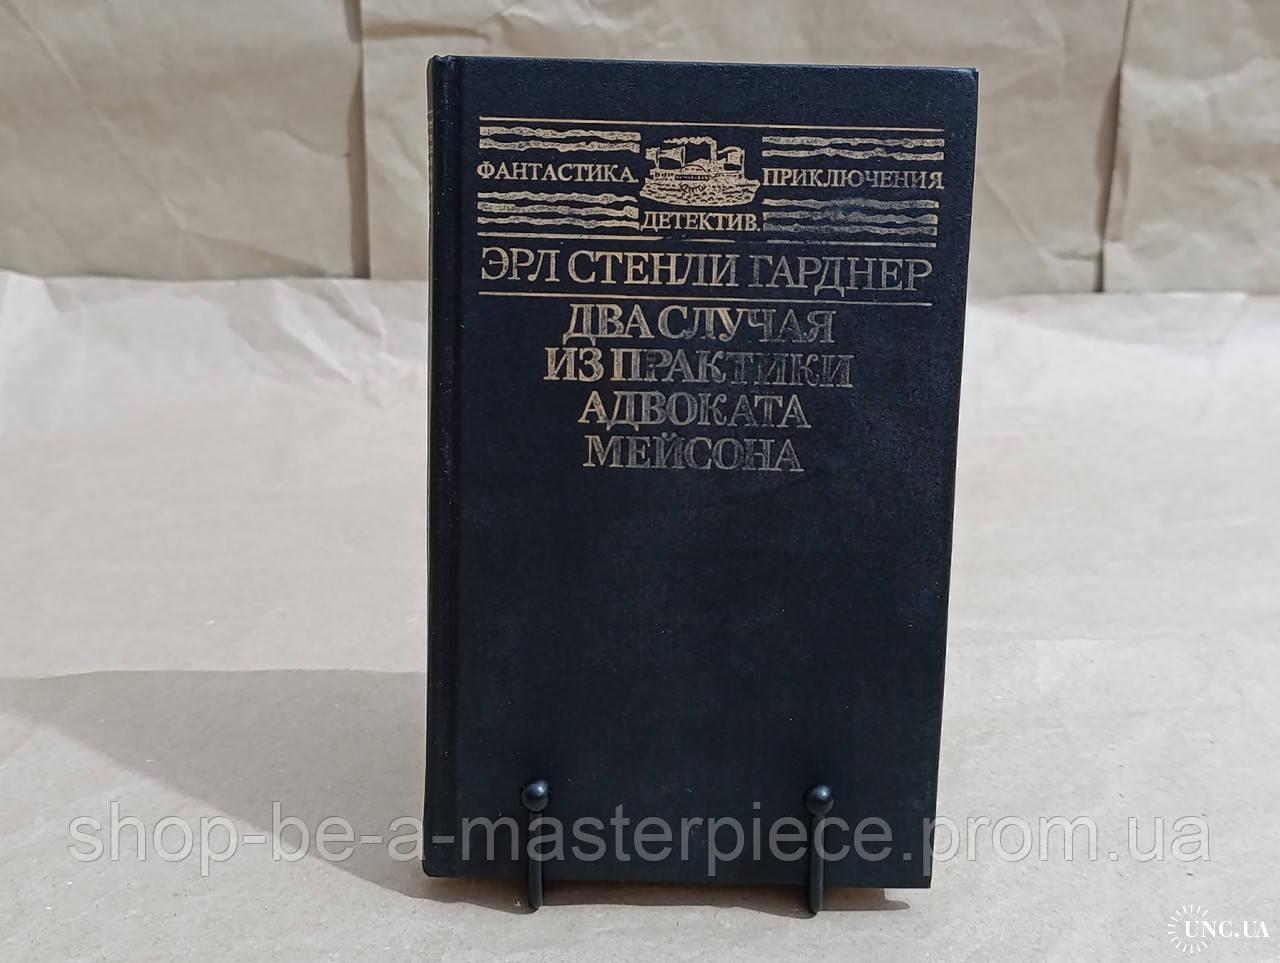 ФАНТАСТИКА. ПРИКЛЮЧЕНИЯ
ДЕТЕКТИВ.
ЭРЛ СТЕНЛИ ГАРДНЕР
ДВА СЛУЧАЯ
ИЗ ПРАКТИКИ
АДВОКАТА
МЕЙСОНА
shop-be-a-masterpiece.prom.ua
UNC.UA